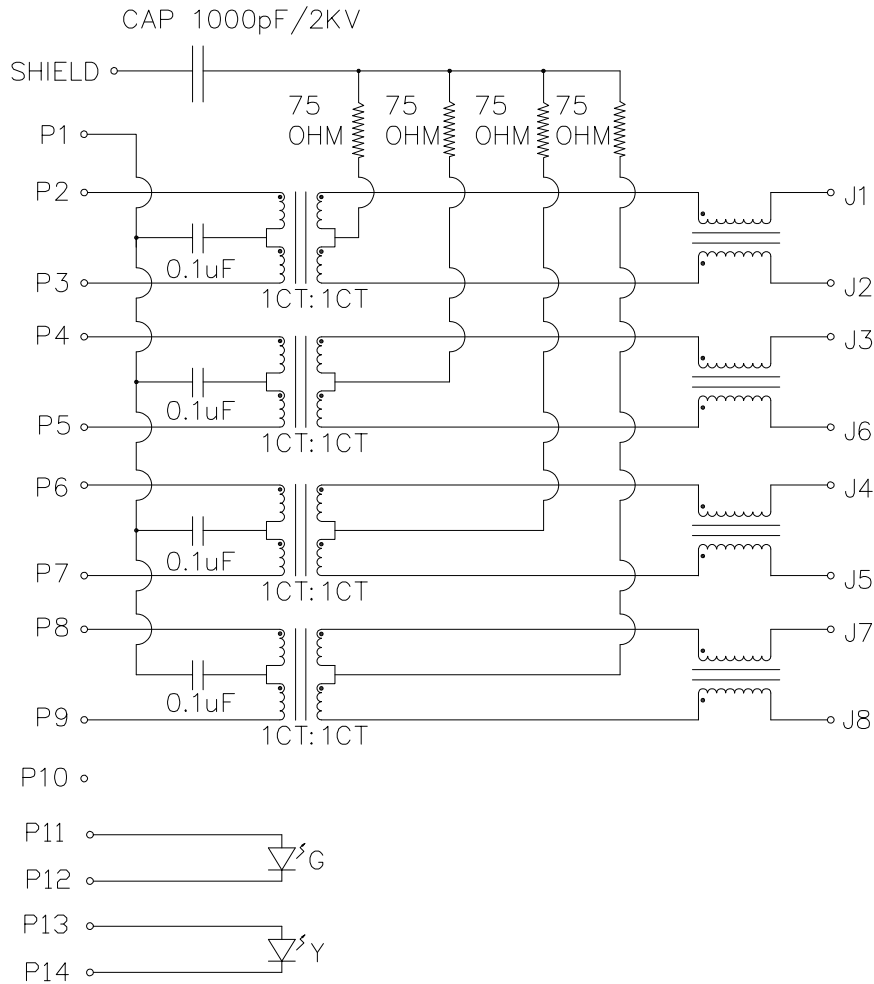 CAP 1000pF/2KV
SHIELD
75 OHM
75 OHM
75 OHM
75 OHM
P1
P2
J1
0.1uF
P3
1CT:1CT
J2
P4
J3
0.1uF
P5
1CT:1CT
J6
P6
J4
0.1uF
P7
1CT:1CT
J5
P8
J7
0.1uF
P9
1CT:1CT
J8
P10
P11
G
P12
P13
Y
P14